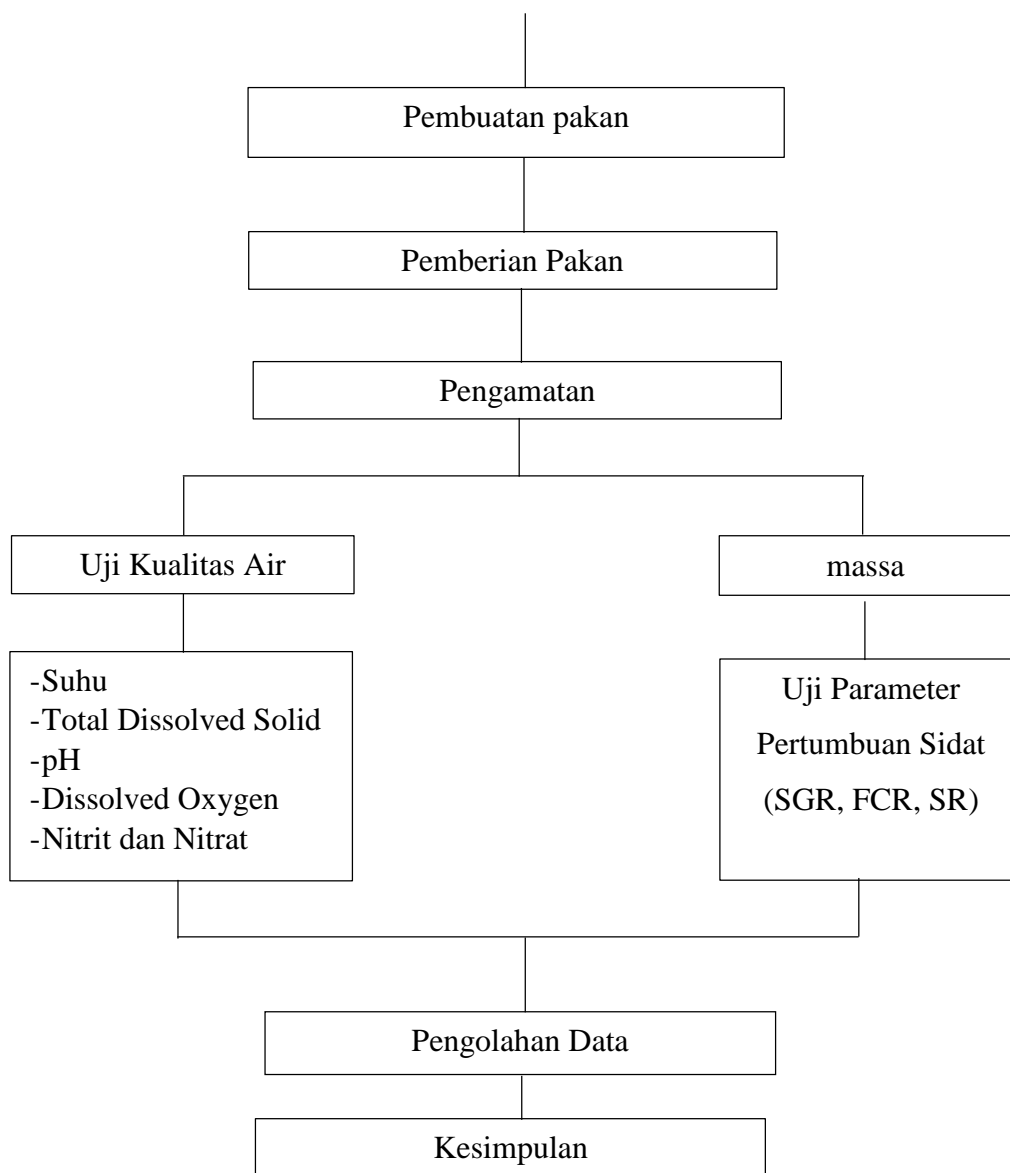 Pembuatan pakan
Pemberian Pakan
Pengamatan
Uji Kualitas Air
massa
-Suhu
-Total Dissolved Solid
-pH
-Dissolved Oxygen
-Nitrit dan Nitrat
Uji Parameter
Pertumbuan Sidat
(SGR, FCR, SR)
Pengolahan Data
Kesimpulan